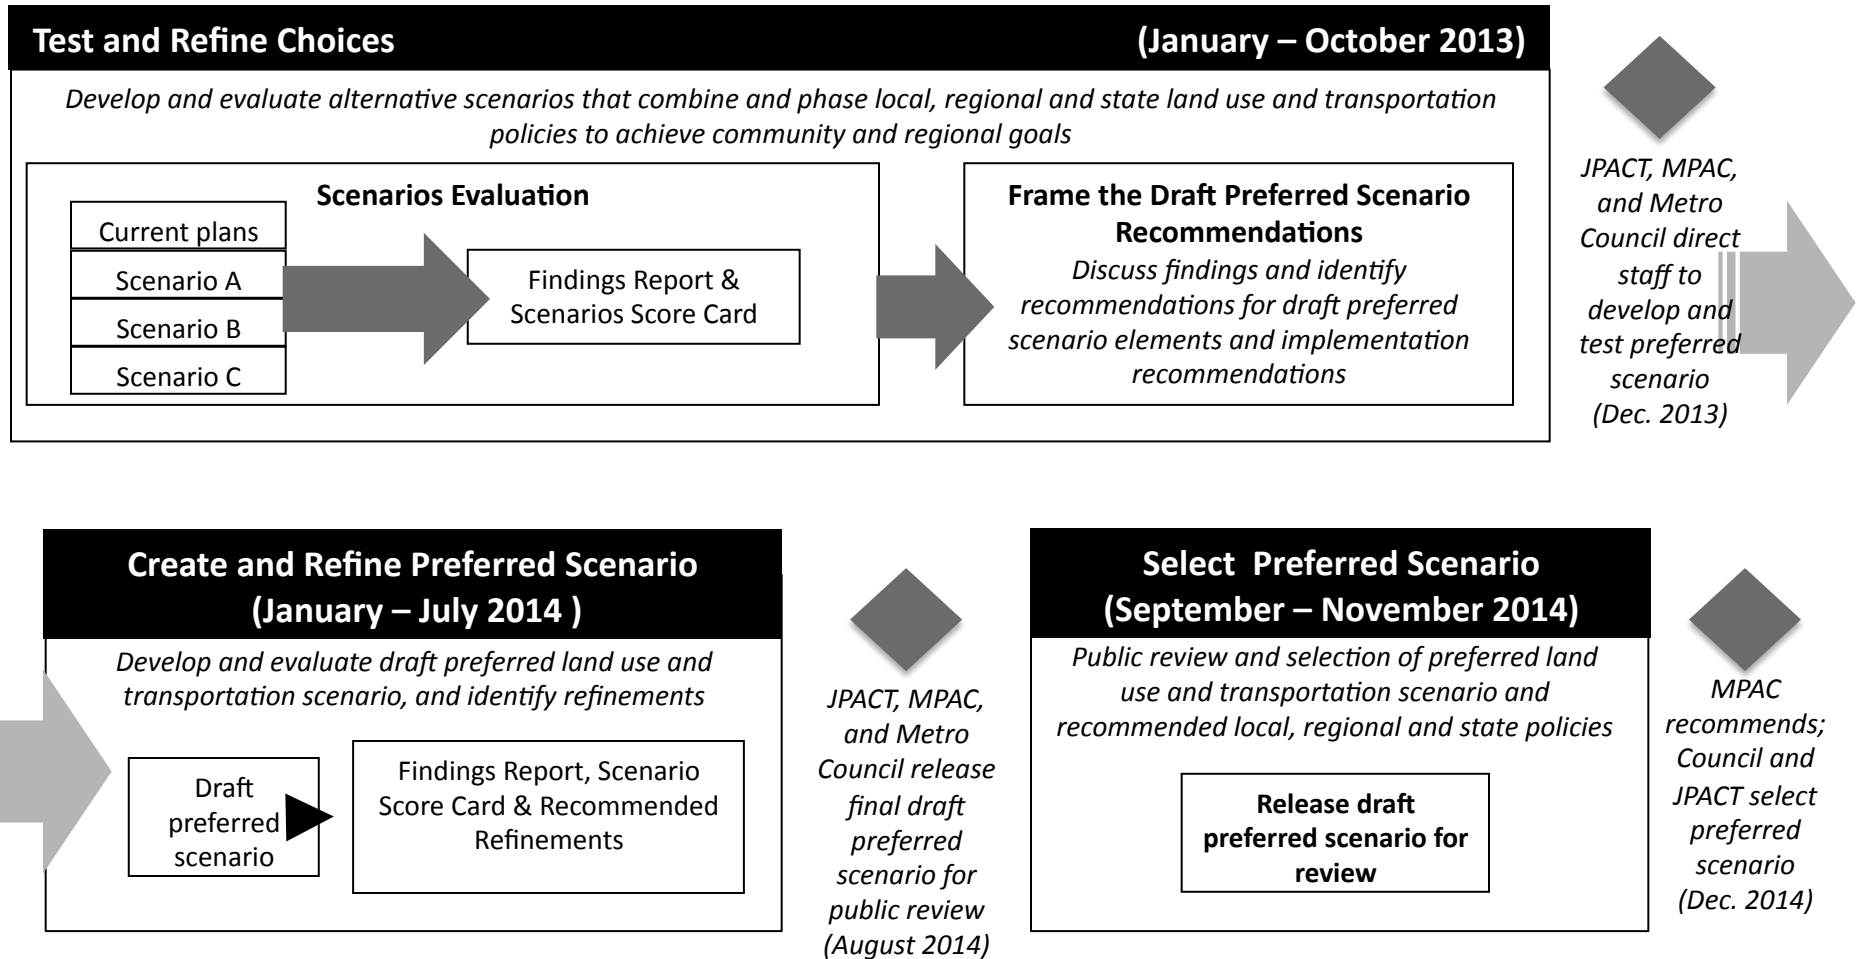 Test and Refine Choices (January – October 2013)
Develop and evaluate alternative scenarios that combine and phase local, regional and state land use and transportation
policies to achieve community and regional goals
Scenarios Evaluation
Current plans
Scenario A
Scenario B
Scenario C
Findings Report &
Scenarios Score Card
Frame the Draft Preferred Scenario
Recommendations
Discuss findings and identify
recommendations for draft preferred
scenario elements and implementation
recommendations
JPACT, MPAC,
and Metro
Council direct
staff to
develop and
test preferred
scenario
(Dec. 2013)
Create and Refine Preferred Scenario
(January – July 2014 )
Develop and evaluate draft preferred land use and
transportation scenario, and identify refinements
Draft
preferred
scenario
Findings Report, Scenario
Score Card & Recommended
Refinements
JPACT, MPAC,
and Metro
Council release
final draft
preferred
scenario for
public review
(August 2014)
Select  Preferred Scenario
(September – November 2014)
Public review and selection of preferred land
use and transportation scenario and
recommended local, regional and state policies
Release draft
preferred scenario for
review
MPAC
recommends;
Council and
JPACT select
preferred
scenario
(Dec. 2014)